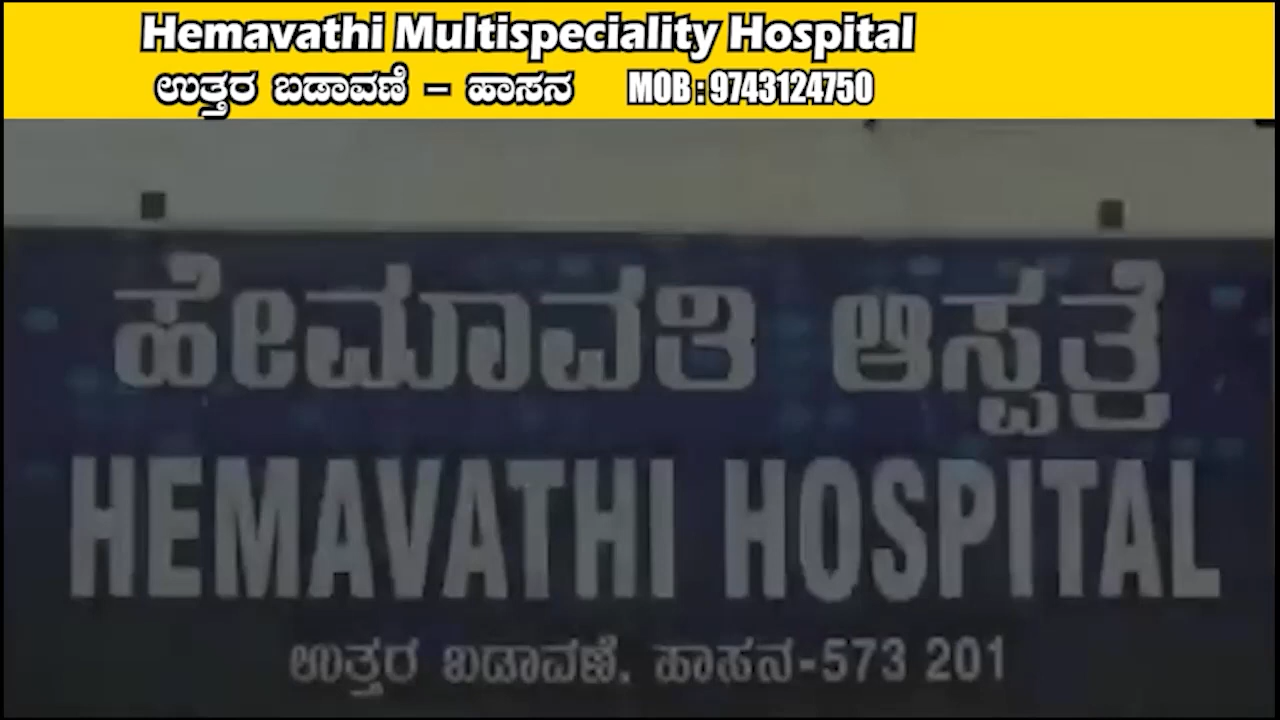 Hemavathi Multispeciality Hospital
ಉತ್ತರ ಬಡಾವಣೆ – ಹಾಸನ MOB : 9743124750
ಹೇಮಾವತಿ ಆಸ್ಪತ್ರೆ
HEMAVATHI HOSPITAL
ಉತ್ತರ ಬಡಾವಣೆ. ಹಾಸನ-573 201